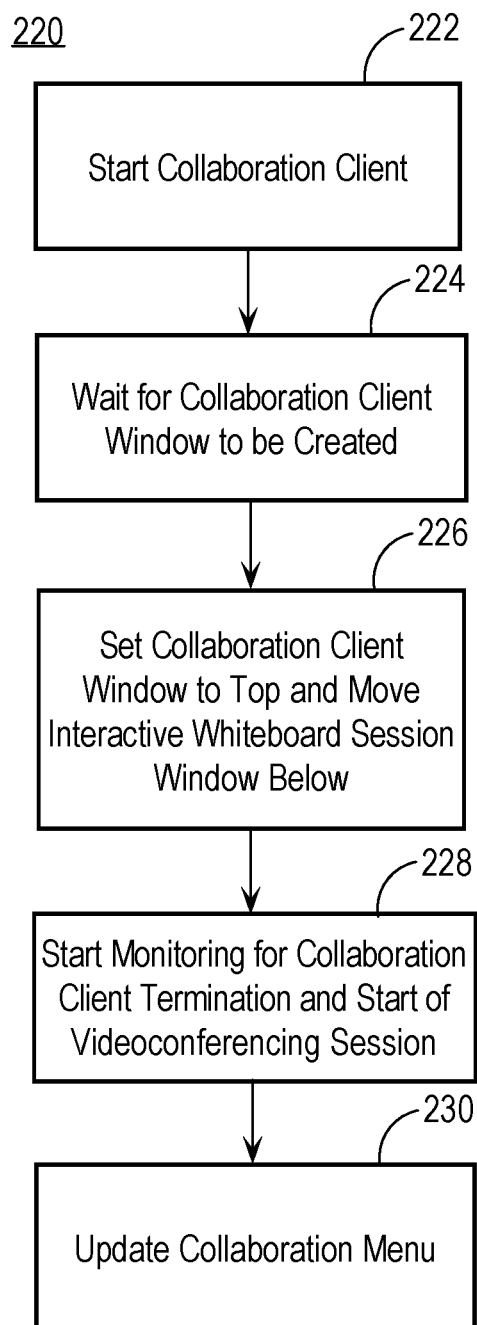 220
222
Start Collaboration Client
224
Wait for Collaboration Client
Window to be Created
226
Set Collaboration Client
Window to Top and Move
Interactive Whiteboard Session
Window Below
228
Start Monitoring for Collaboration
Client Termination and Start of
Videoconferencing Session
230
Update Collaboration Menu